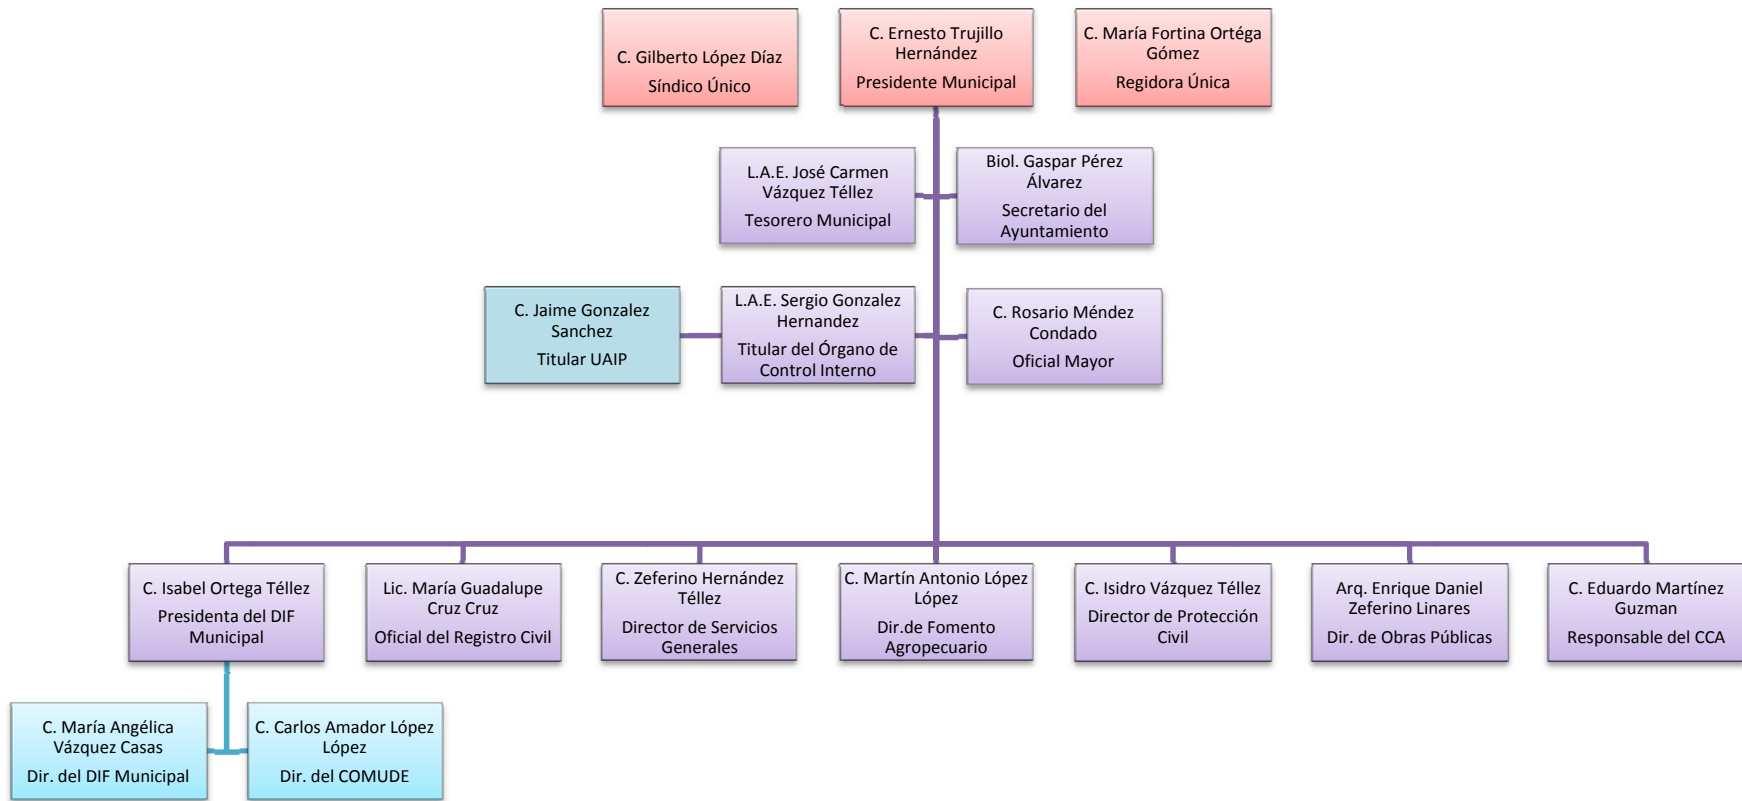 C. Gilberto López Díaz
Síndico Único
C. Ernesto Trujillo
Hernández
Presidente Municipal
C. María Fortina Ortéga
Gómez
Regidora Única
L.A.E. José Carmen
Vázquez Téllez
Tesorero Municipal
Biol. Gaspar Pérez
Álvarez
Secretario del
Ayuntamiento
C. Jaime Gonzalez
Sanchez
Titular UAIP
L.A.E. Sergio Gonzalez
Hernandez
Titular del Órgano de
Control Interno
C. Rosario Méndez
Condado
Oficial Mayor
C. Isabel Ortega Téllez
Presidenta del DIF
Municipal
Lic. María Guadalupe
Cruz Cruz
Oficial del Registro Civil
C. Zeferino Hernández
Téllez
Director de Servicios
Generales
C. Martín Antonio López
López
Dir.de Fomento
Agropecuario
C. Isidro Vázquez Téllez
Director de Protección
Civil
Arq. Enrique Daniel
Zeferino Linares
Dir. de Obras Públicas
C. Eduardo Martínez
Guzman
Responsable del CCA
C. María Angélica
Vázquez Casas
Dir. del DIF Municipal
C. Carlos Amador López
López
Dir. del COMUDE